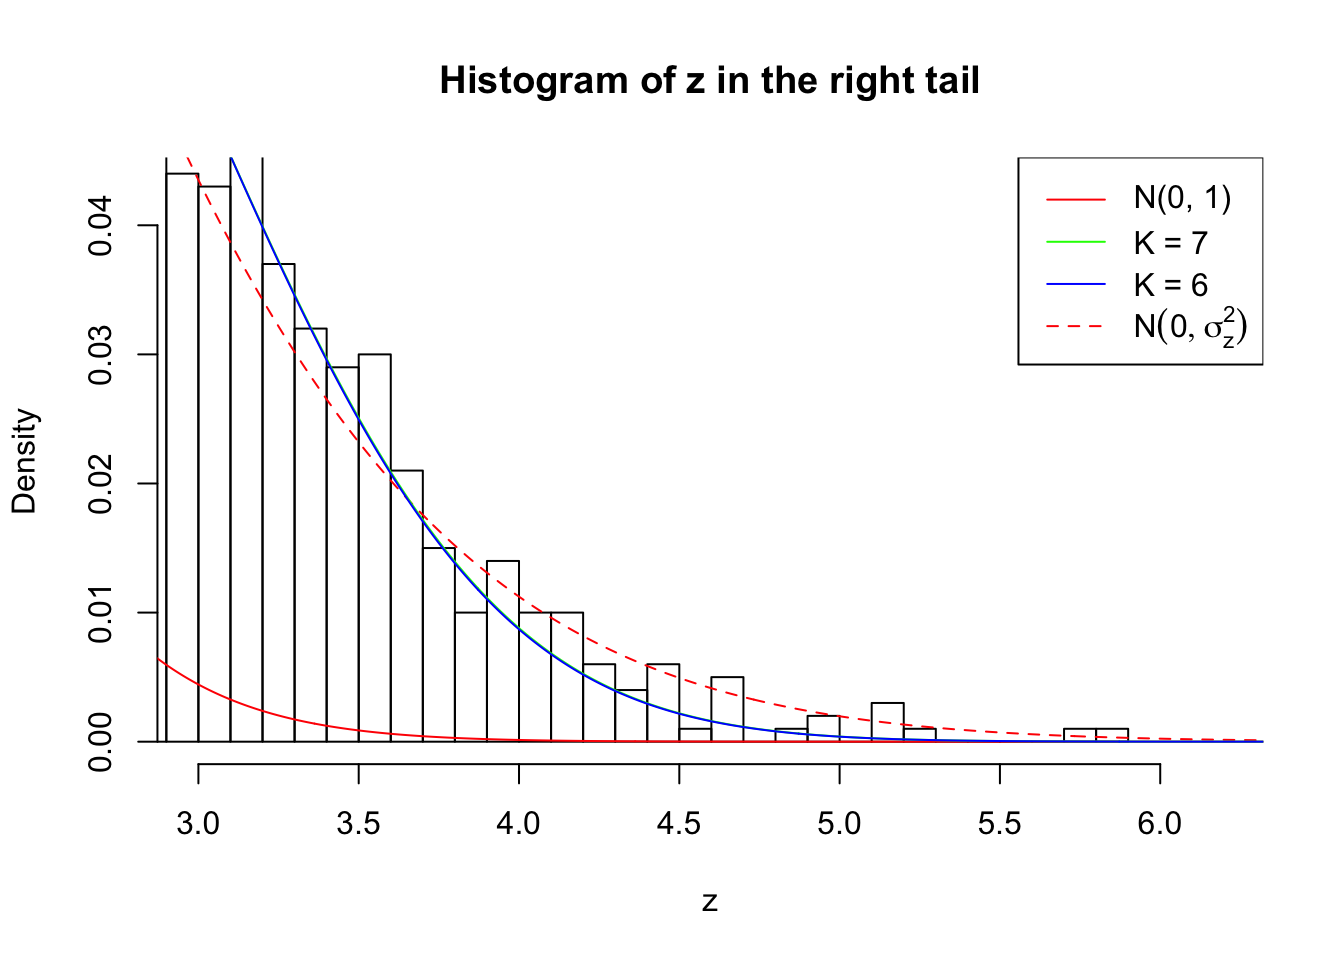 Histogram of z in the right tail
N(0, 1)
K = 7
K = 6
N(0, σ_z^2)
Density
0.04
0.03
0.02
0.01
0.00
3.0 3.5 4.0 4.5 5.0 5.5 6.0
z